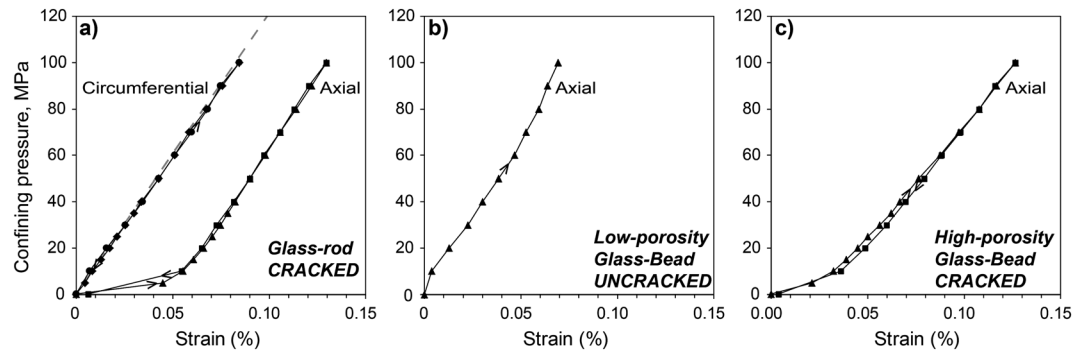 120
100
80
60
40
20
0
Confining pressure, MPa
a)
Circumferential
Axial
Glass-rod
CRACKED
0
0.05
0.10
0.15
Strain (%)
120
100
80
60
40
20
0
b)
Axial
Low-porosity
Glass-Bead
UNCRACKED
0
0.05
0.10
0.15
Strain (%)
120
100
80
60
40
20
0
c)
Axial
High-porosity
Glass-Bead
CRACKED
0.00
0.05
0.10
0.15
Strain (%)